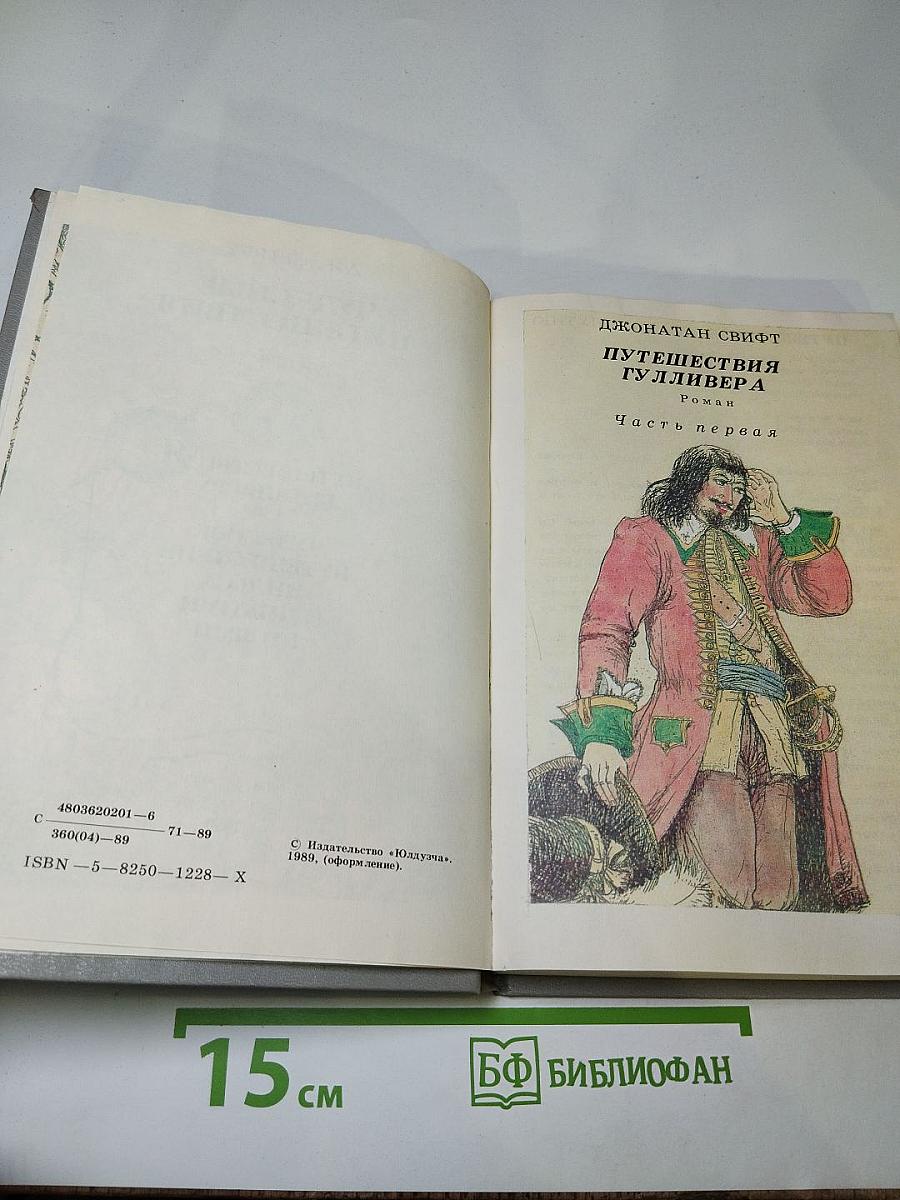 4803620201—6
С ——— 71—89
360(04)—89
ISBN —5—8250—1228— X
© Издательство «Юлдузча».
1989, (оформление).
ДЖОНАТАН СВИФТ
ПУТЕШЕСТВИЯ
ГУЛЛИВЕРА
Роман
Часть первая
15 см
БФ БИБЛИОФАН